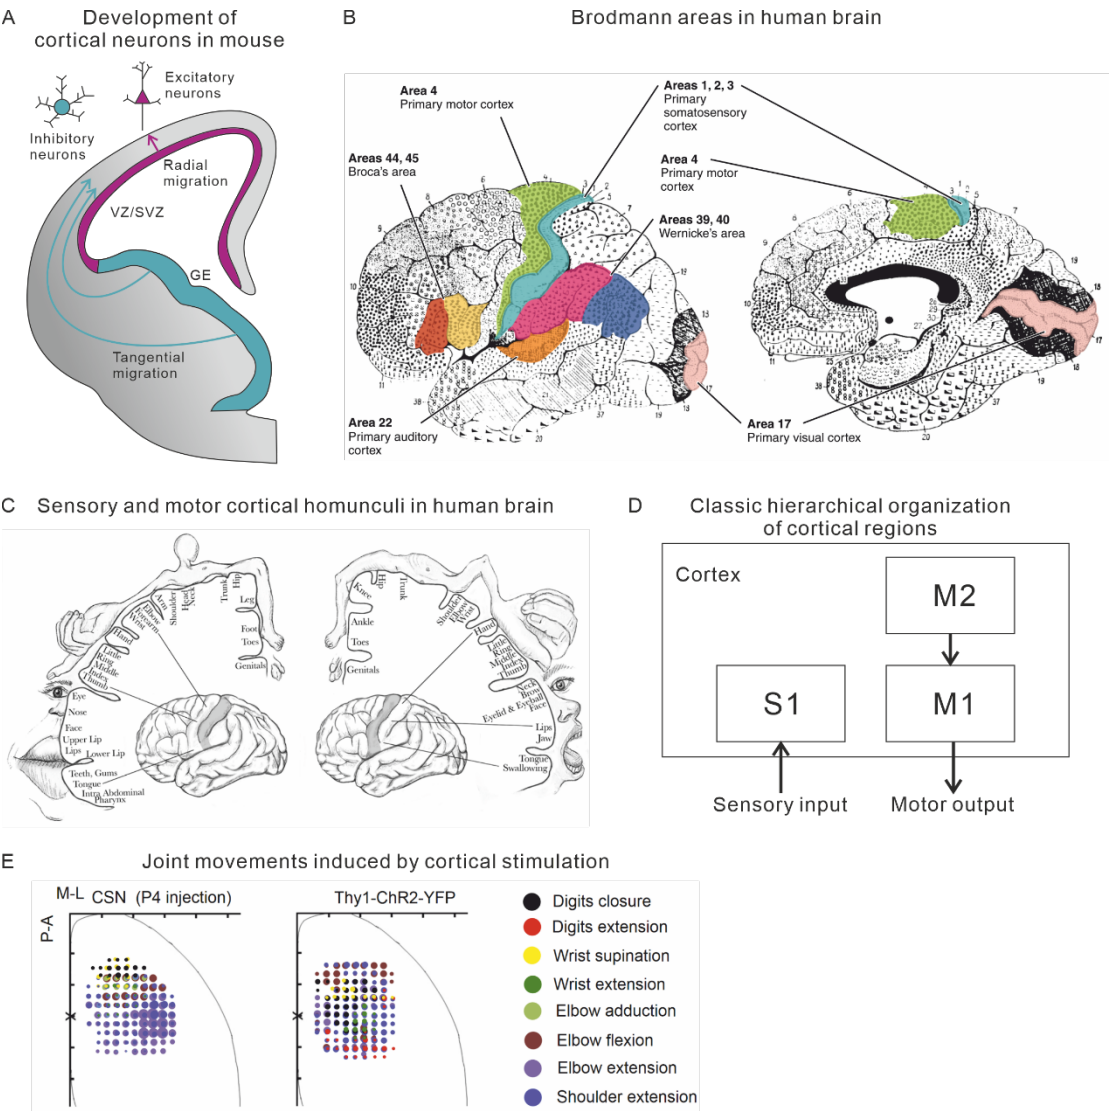 A
Development of
cortical neurons in mouse
Excitatory
neurons
Inhibitory
neurons
Radial
migration
VZ/SVZ
GE
Tangential
migration
B
Brodmann areas in human brain
Area 4
Primary motor cortex
Areas 1, 2, 3
Primary
somatosensory
cortex
Areas 44, 45
Broca's area
Area 4
Primary motor
cortex
Areas 39, 40
Wernicke's area
Area 22
Primary auditory
cortex
Area 17
Primary visual cortex
C
Sensory and motor cortical homunculi in human brain
Genitals
Toes
Foot
Leg
Hip
Trunk
Neck
Head
Shoulder
Arm
Elbow
Forearm
Wrist
Hand
Little
Ring
Middle
Index
Thumb
Eye
Nose
Face
Upper Lip
Lips
Lower Lip
Teeth, Gums
Tongue
Intra Abdominal
Pharynx
Genitals
Toes
Ankle
Knee
Hip
Trunk
Shoulder
Elbow
Wrist
Hand
Little
Ring
Middle
Index
Thumb
Neck
Brow
Eyelid & Eyeball
Face
Lips
Jaw
Tongue
Swallowing
D
Classic hierarchical organization
of cortical regions
Cortex
M2
S1
M1
Sensory input
Motor output
E
Joint movements induced by cortical stimulation
M-L
CSN (P4 injection)
Thy1-ChR2-YFP
P-A
X
X
Digits closure
Digits extension
Wrist supination
Wrist extension
Elbow adduction
Elbow flexion
Elbow extension
Shoulder extension